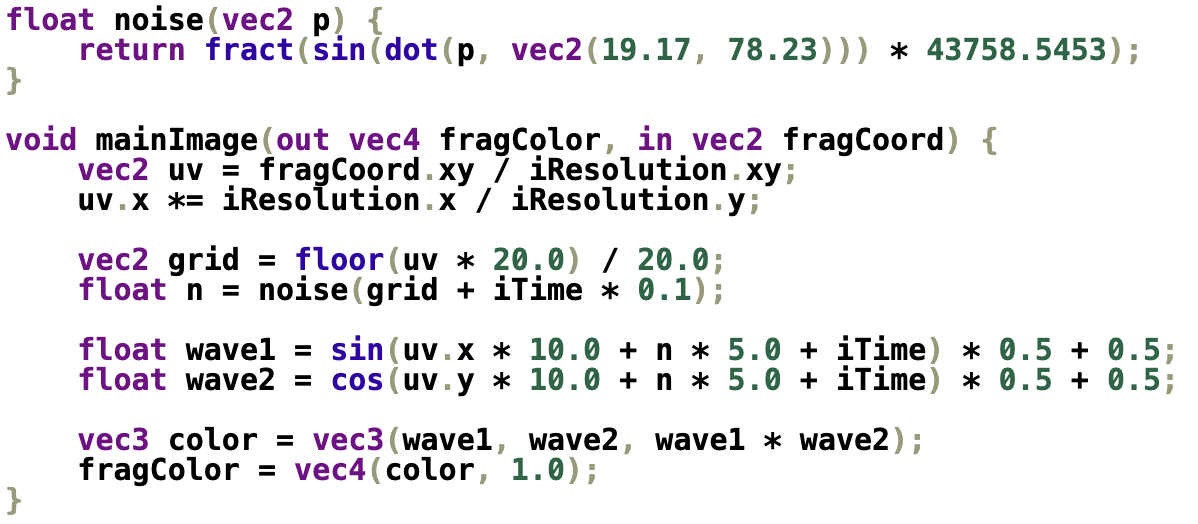 float noise(vec2 p) {
    return fract(sin(dot(p, vec2(19.17, 78.23))) * 43758.5453);
}

void mainImage(out vec4 fragColor, in vec2 fragCoord) {
    vec2 uv = fragCoord.xy / iResolution.xy;
    uv.x *= iResolution.x / iResolution.y;

    vec2 grid = floor(uv * 20.0) / 20.0;
    float n = noise(grid + iTime * 0.1);

    float wave1 = sin(uv.x * 10.0 + n * 5.0 + iTime) * 0.5 + 0.5;
    float wave2 = cos(uv.y * 10.0 + n * 5.0 + iTime) * 0.5 + 0.5;

    vec3 color = vec3(wave1, wave2, wave1 * wave2);
    fragColor = vec4(color, 1.0);
}